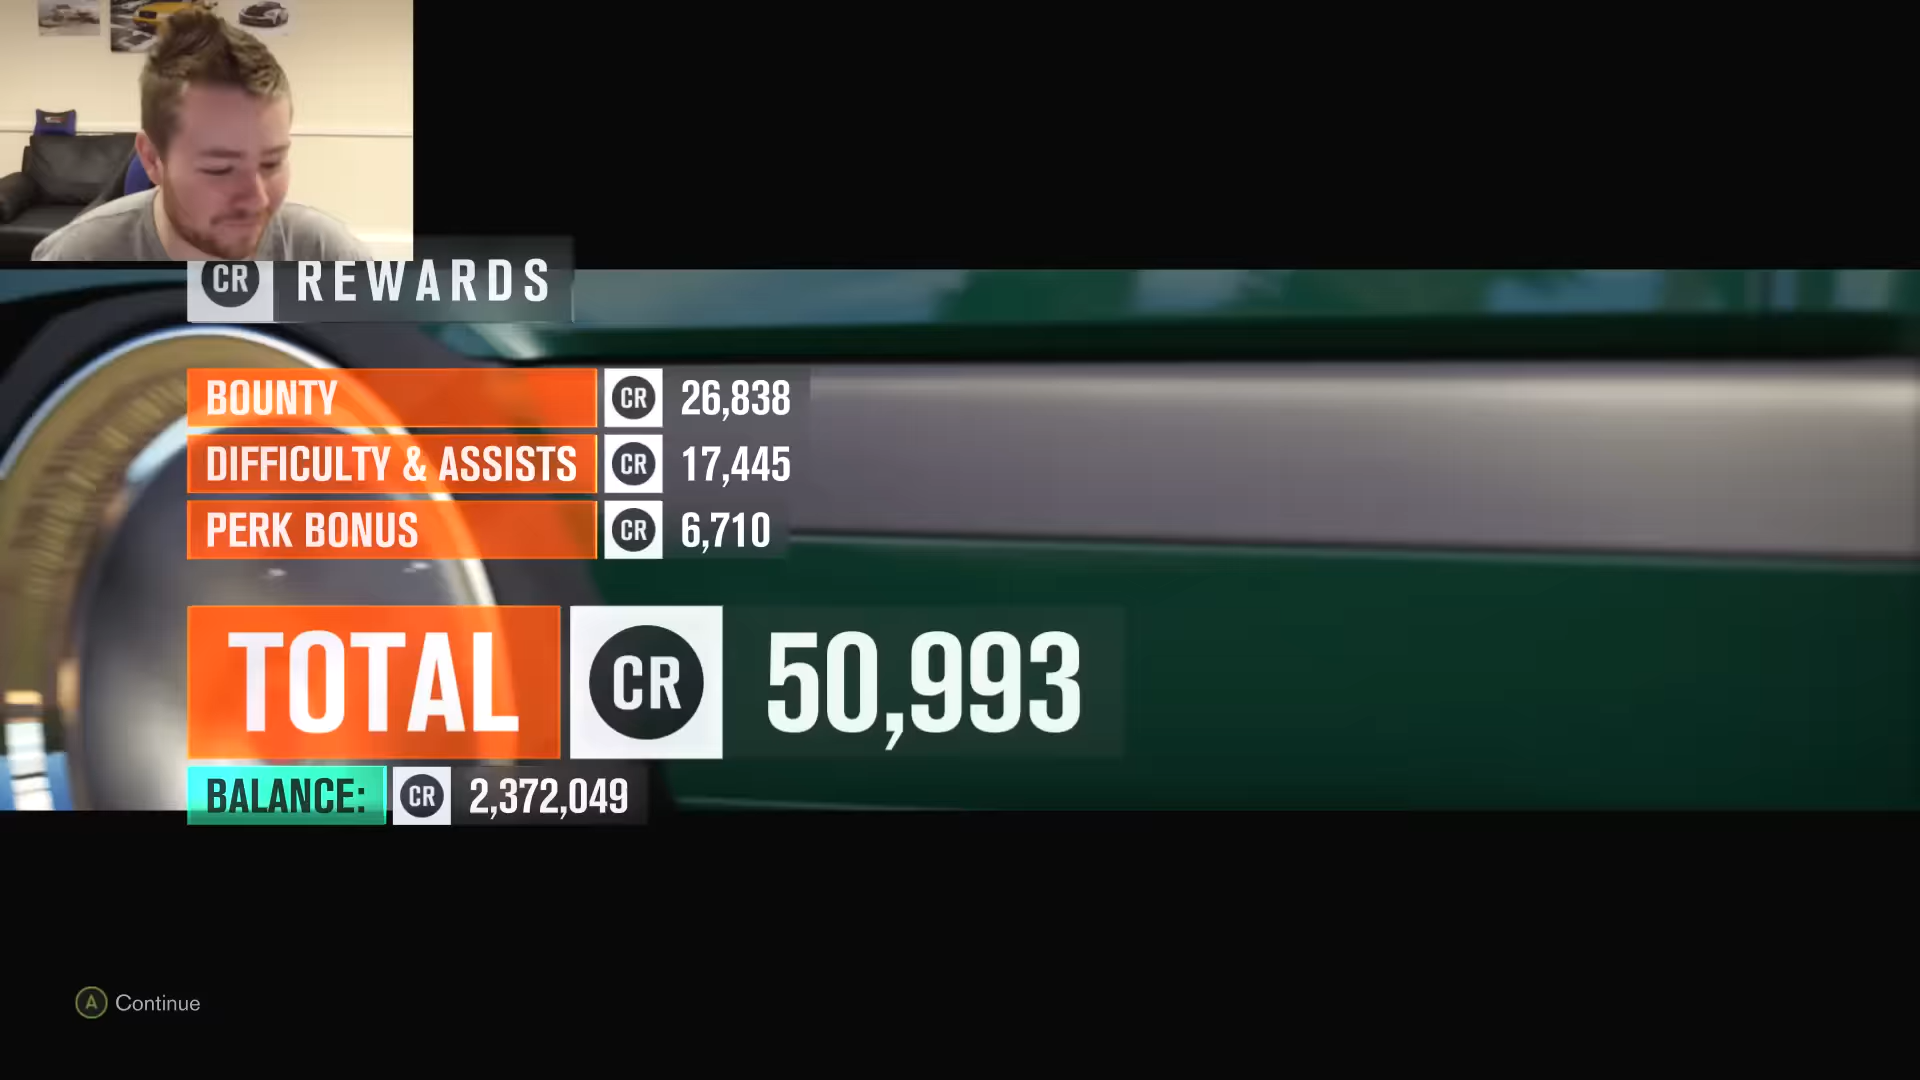 CR REWARDS
BOUNTY CR 26,838
DIFFICULTY & ASSISTS CR 17,445
PERK BONUS CR 6,710
TOTAL CR 50,993
BALANCE: CR 2,372,049
A Continue